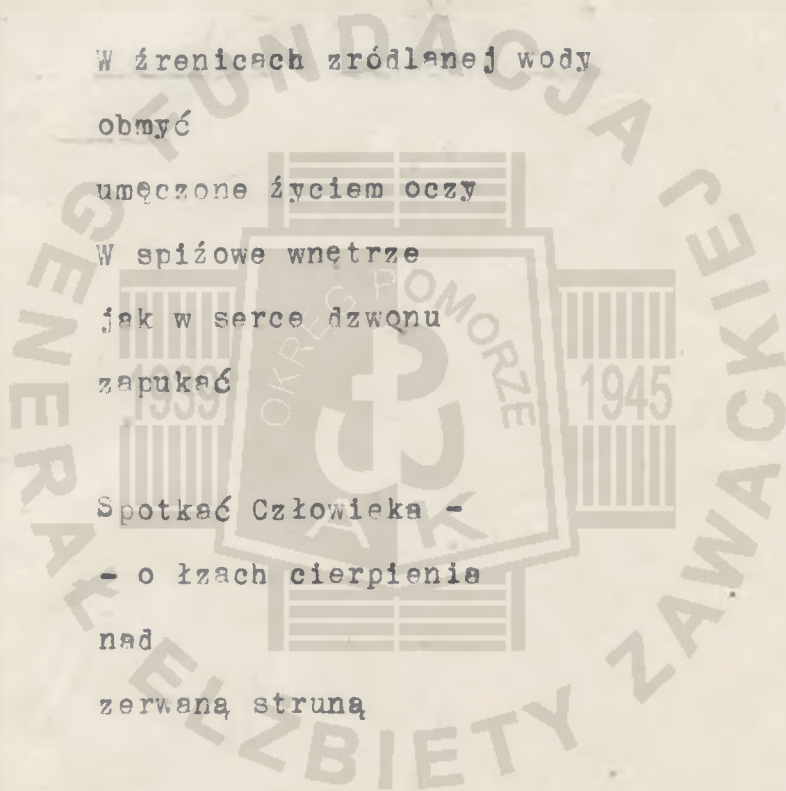 W źrenicach zródlanej wody
obmyć
umęczone życiem oczy
W spiżowe wnętrze
jak w serce dzwonu
zapukać
Spotkać Człowieka -
- o łzach cierpienia
nad
zerwaną struną
FUNDACJA GENERAŁ ELŻBIETY ZAWACKIEJ
OKRĘG POMORZE
1939
1945
AK